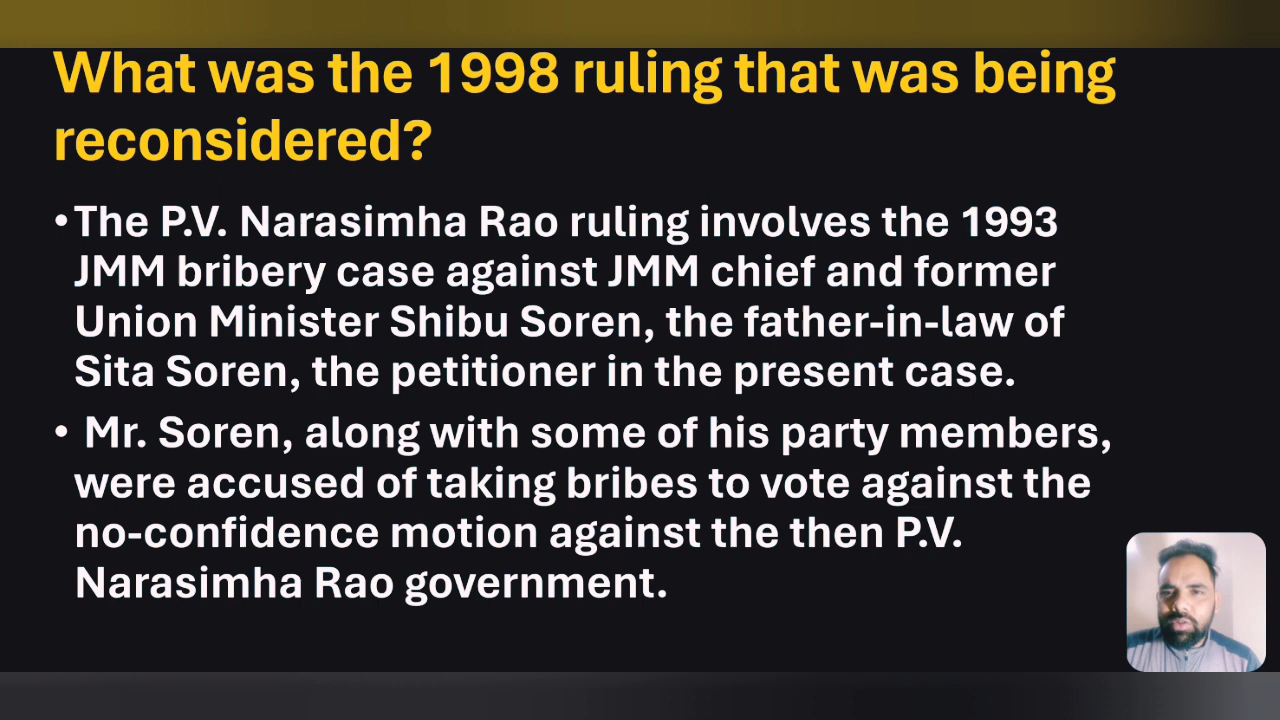 What was the 1998 ruling that was being
reconsidered?
•The P.V. Narasimha Rao ruling involves the 1993
JMM bribery case against JMM chief and former
Union Minister Shibu Soren, the father-in-law of
Sita Soren, the petitioner in the present case.
• Mr. Soren, along with some of his party members,
were accused of taking bribes to vote against the
no-confidence motion against the then P.V.
Narasimha Rao government.